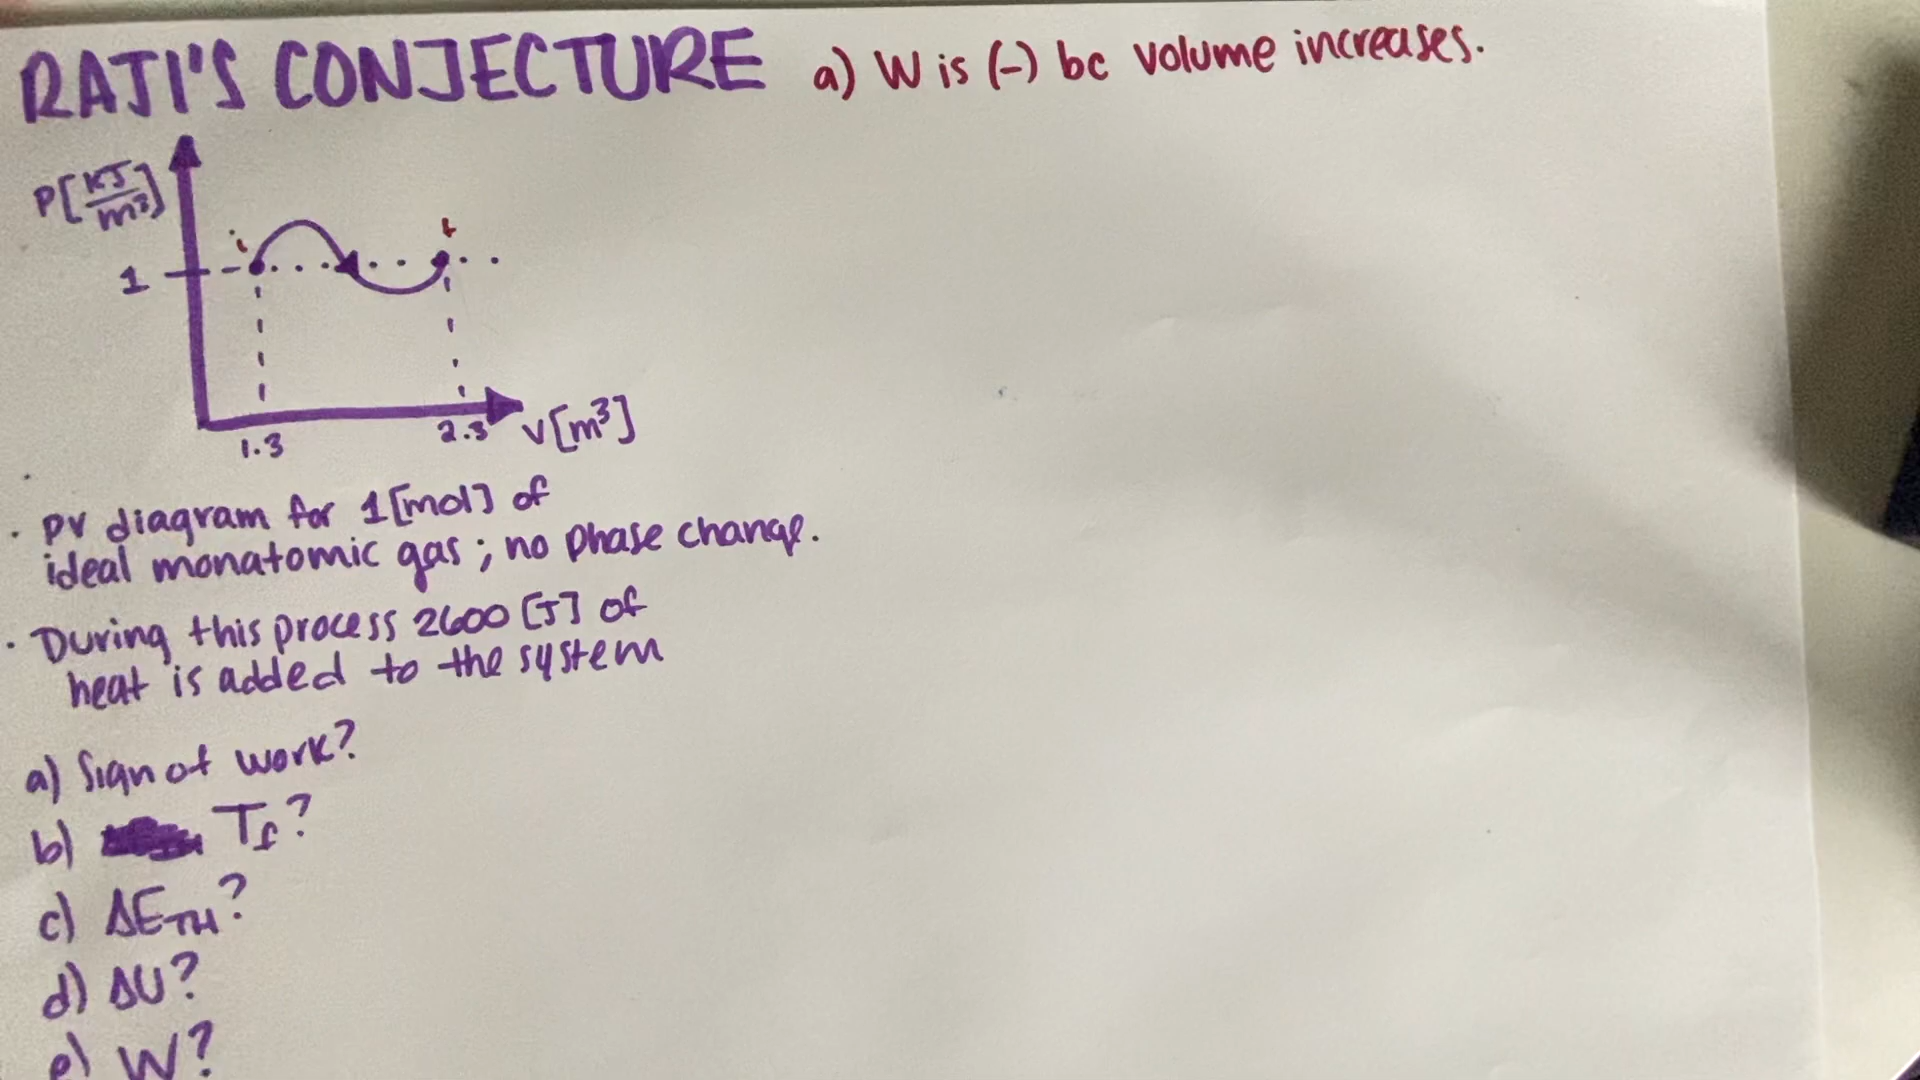 RAJI'S CONJECTURE
a) W is (-) bc volume increases.
P[KJ/m³]
i
f
1
1.3
2.3
V[m³]
• PV diagram for 1[mol] of
ideal monatomic gas; no phase change.
• During this process 2600 [J] of
heat is added to the system
a) Sign of work?
b) Tf?
c) ΔETH?
d) ΔU?
e) W?